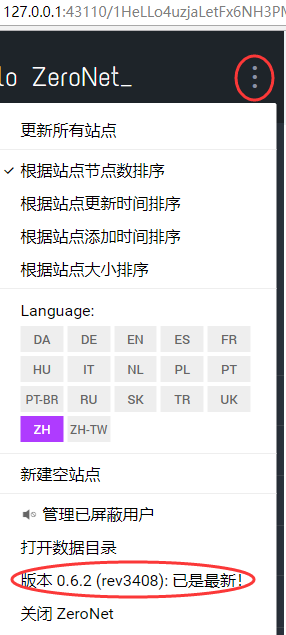 127.0.0.1:43110/1HeLLo4uzjaLetFx6NH3PM
lo ZeroNet_
更新所有站点
根据站点节点数排序
根据站点更新时间排序
根据站点添加时间排序
根据站点大小排序
Language:
DA DE EN ES FR
HU IT NL PL PT
PT-BR RU SK TR UK
ZH ZH-TW
新建空站点
管理已屏蔽用户
打开数据目录
版本 0.6.2 (rev3408): 已是最新!
关闭 ZeroNet